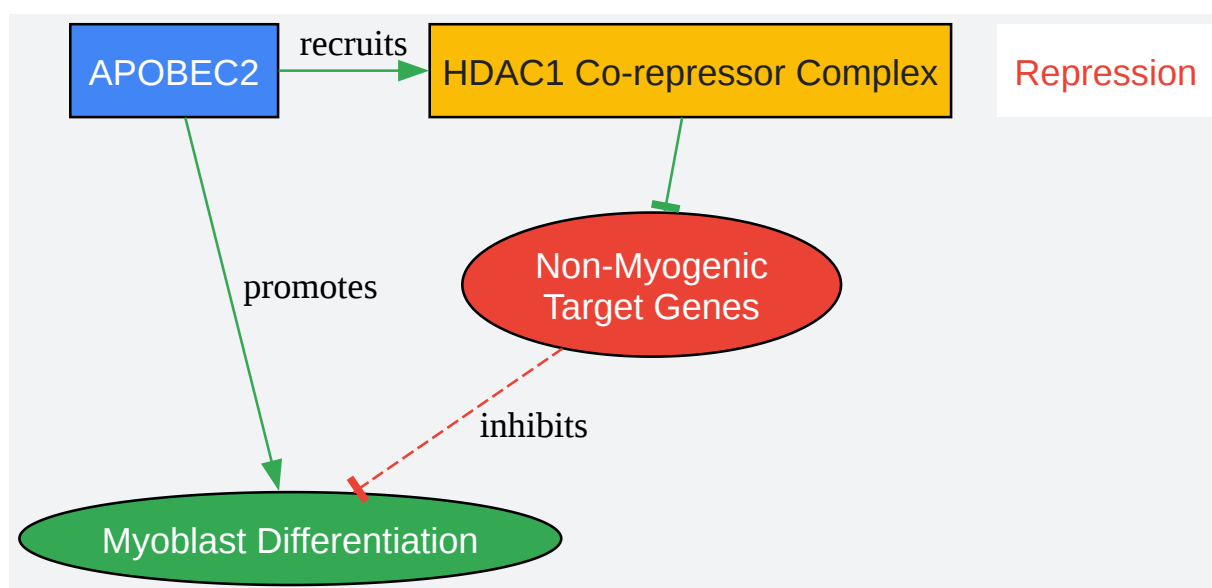 APOBEC2
recruits
HDAC1 Co-repressor Complex
Repression
Non-Myogenic
Target Genes
promotes
inhibits
Myoblast Differentiation